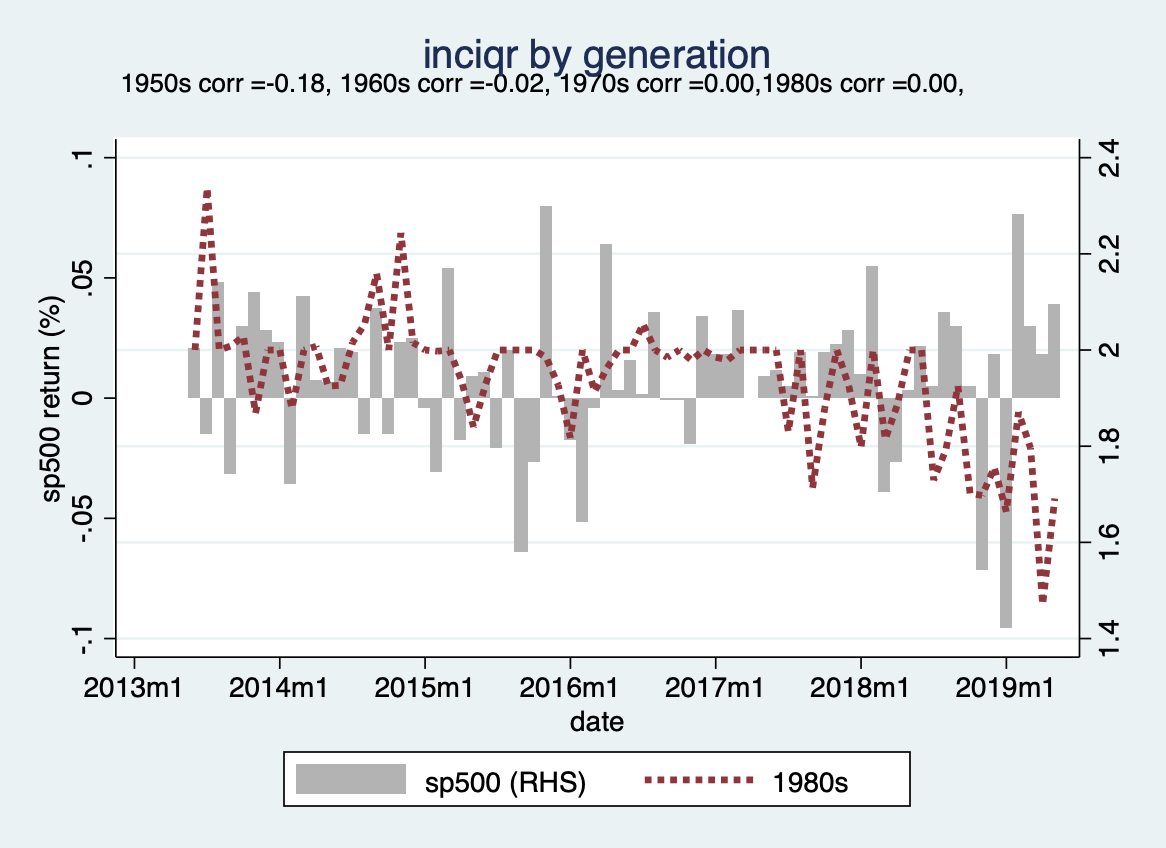 inciqr by generation
1950s corr =-0.18, 1960s corr =-0.02, 1970s corr =0.00,1980s corr =0.00,
.1
.05
0
-.05
-.1
sp500 return (%)
2.4
2.2
2
1.8
1.6
1.4
2013m1 2014m1 2015m1 2016m1 2017m1 2018m1 2019m1
date
sp500 (RHS) 1980s